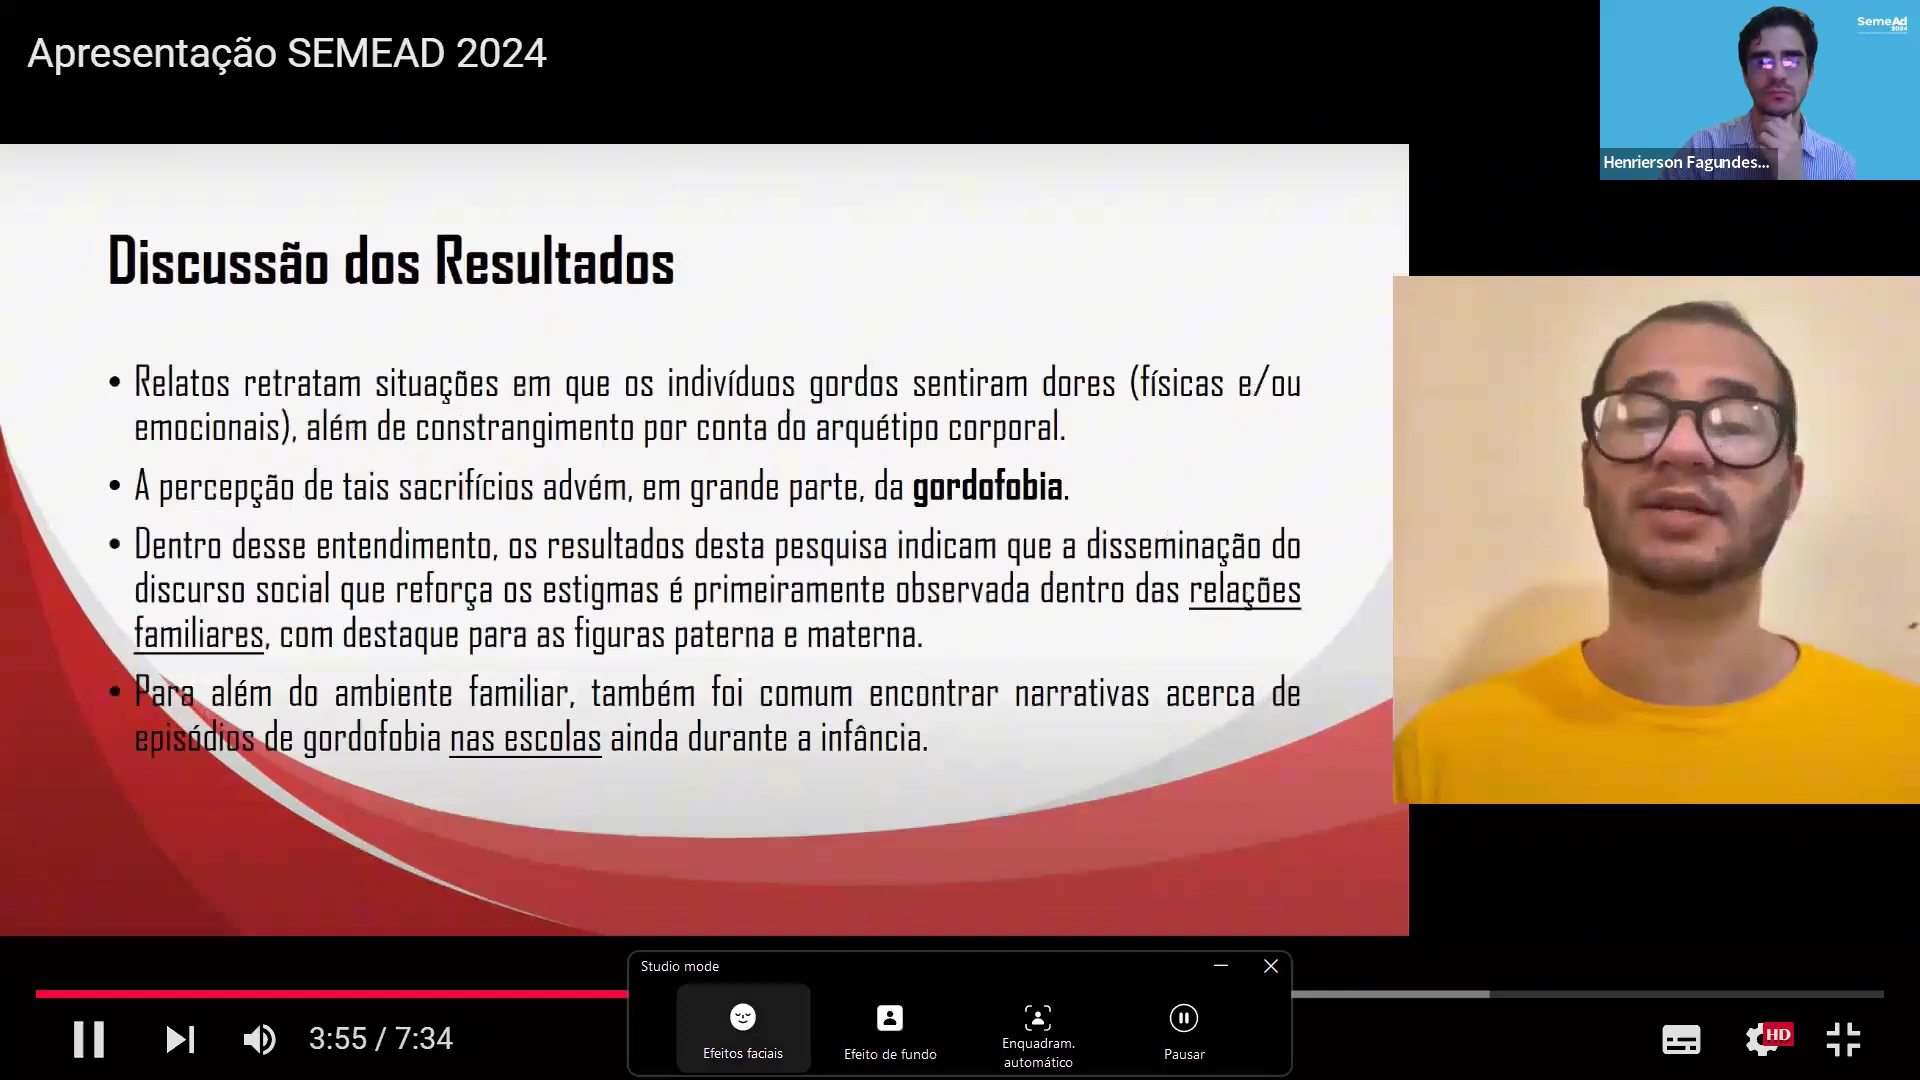 Apresentação SEMEAD 2024
SemeAd
2024
Henrierson Fagundes...
Discussão dos Resultados
• Relatos retratam situações em que os indivíduos gordos sentiram dores (físicas e/ou
emocionais), além de constrangimento por conta do arquétipo corporal.
• A percepção de tais sacrifícios advém, em grande parte, da gordofobia.
• Dentro desse entendimento, os resultados desta pesquisa indicam que a disseminação do
discurso social que reforça os estigmas é primeiramente observada dentro das relações
familiares, com destaque para as figuras paterna e materna.
• Para além do ambiente familiar, também foi comum encontrar narrativas acerca de
episódios de gordofobia nas escolas ainda durante a infância.
Studio mode
Efeitos faciais
Efeito de fundo
Enquadram.
automático
Pausar
3:55 / 7:34
HD